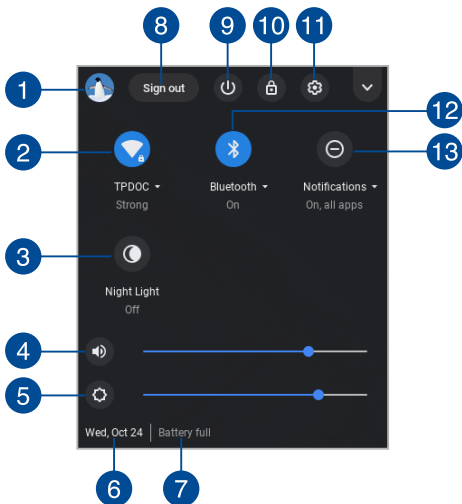 8 9 10 11
1 Sign out
12
2
13
TPDOC Bluetooth Notifications
Strong On On, all apps
3
Night Light
Off
4
5
Wed, Oct 24 Battery full
6 7